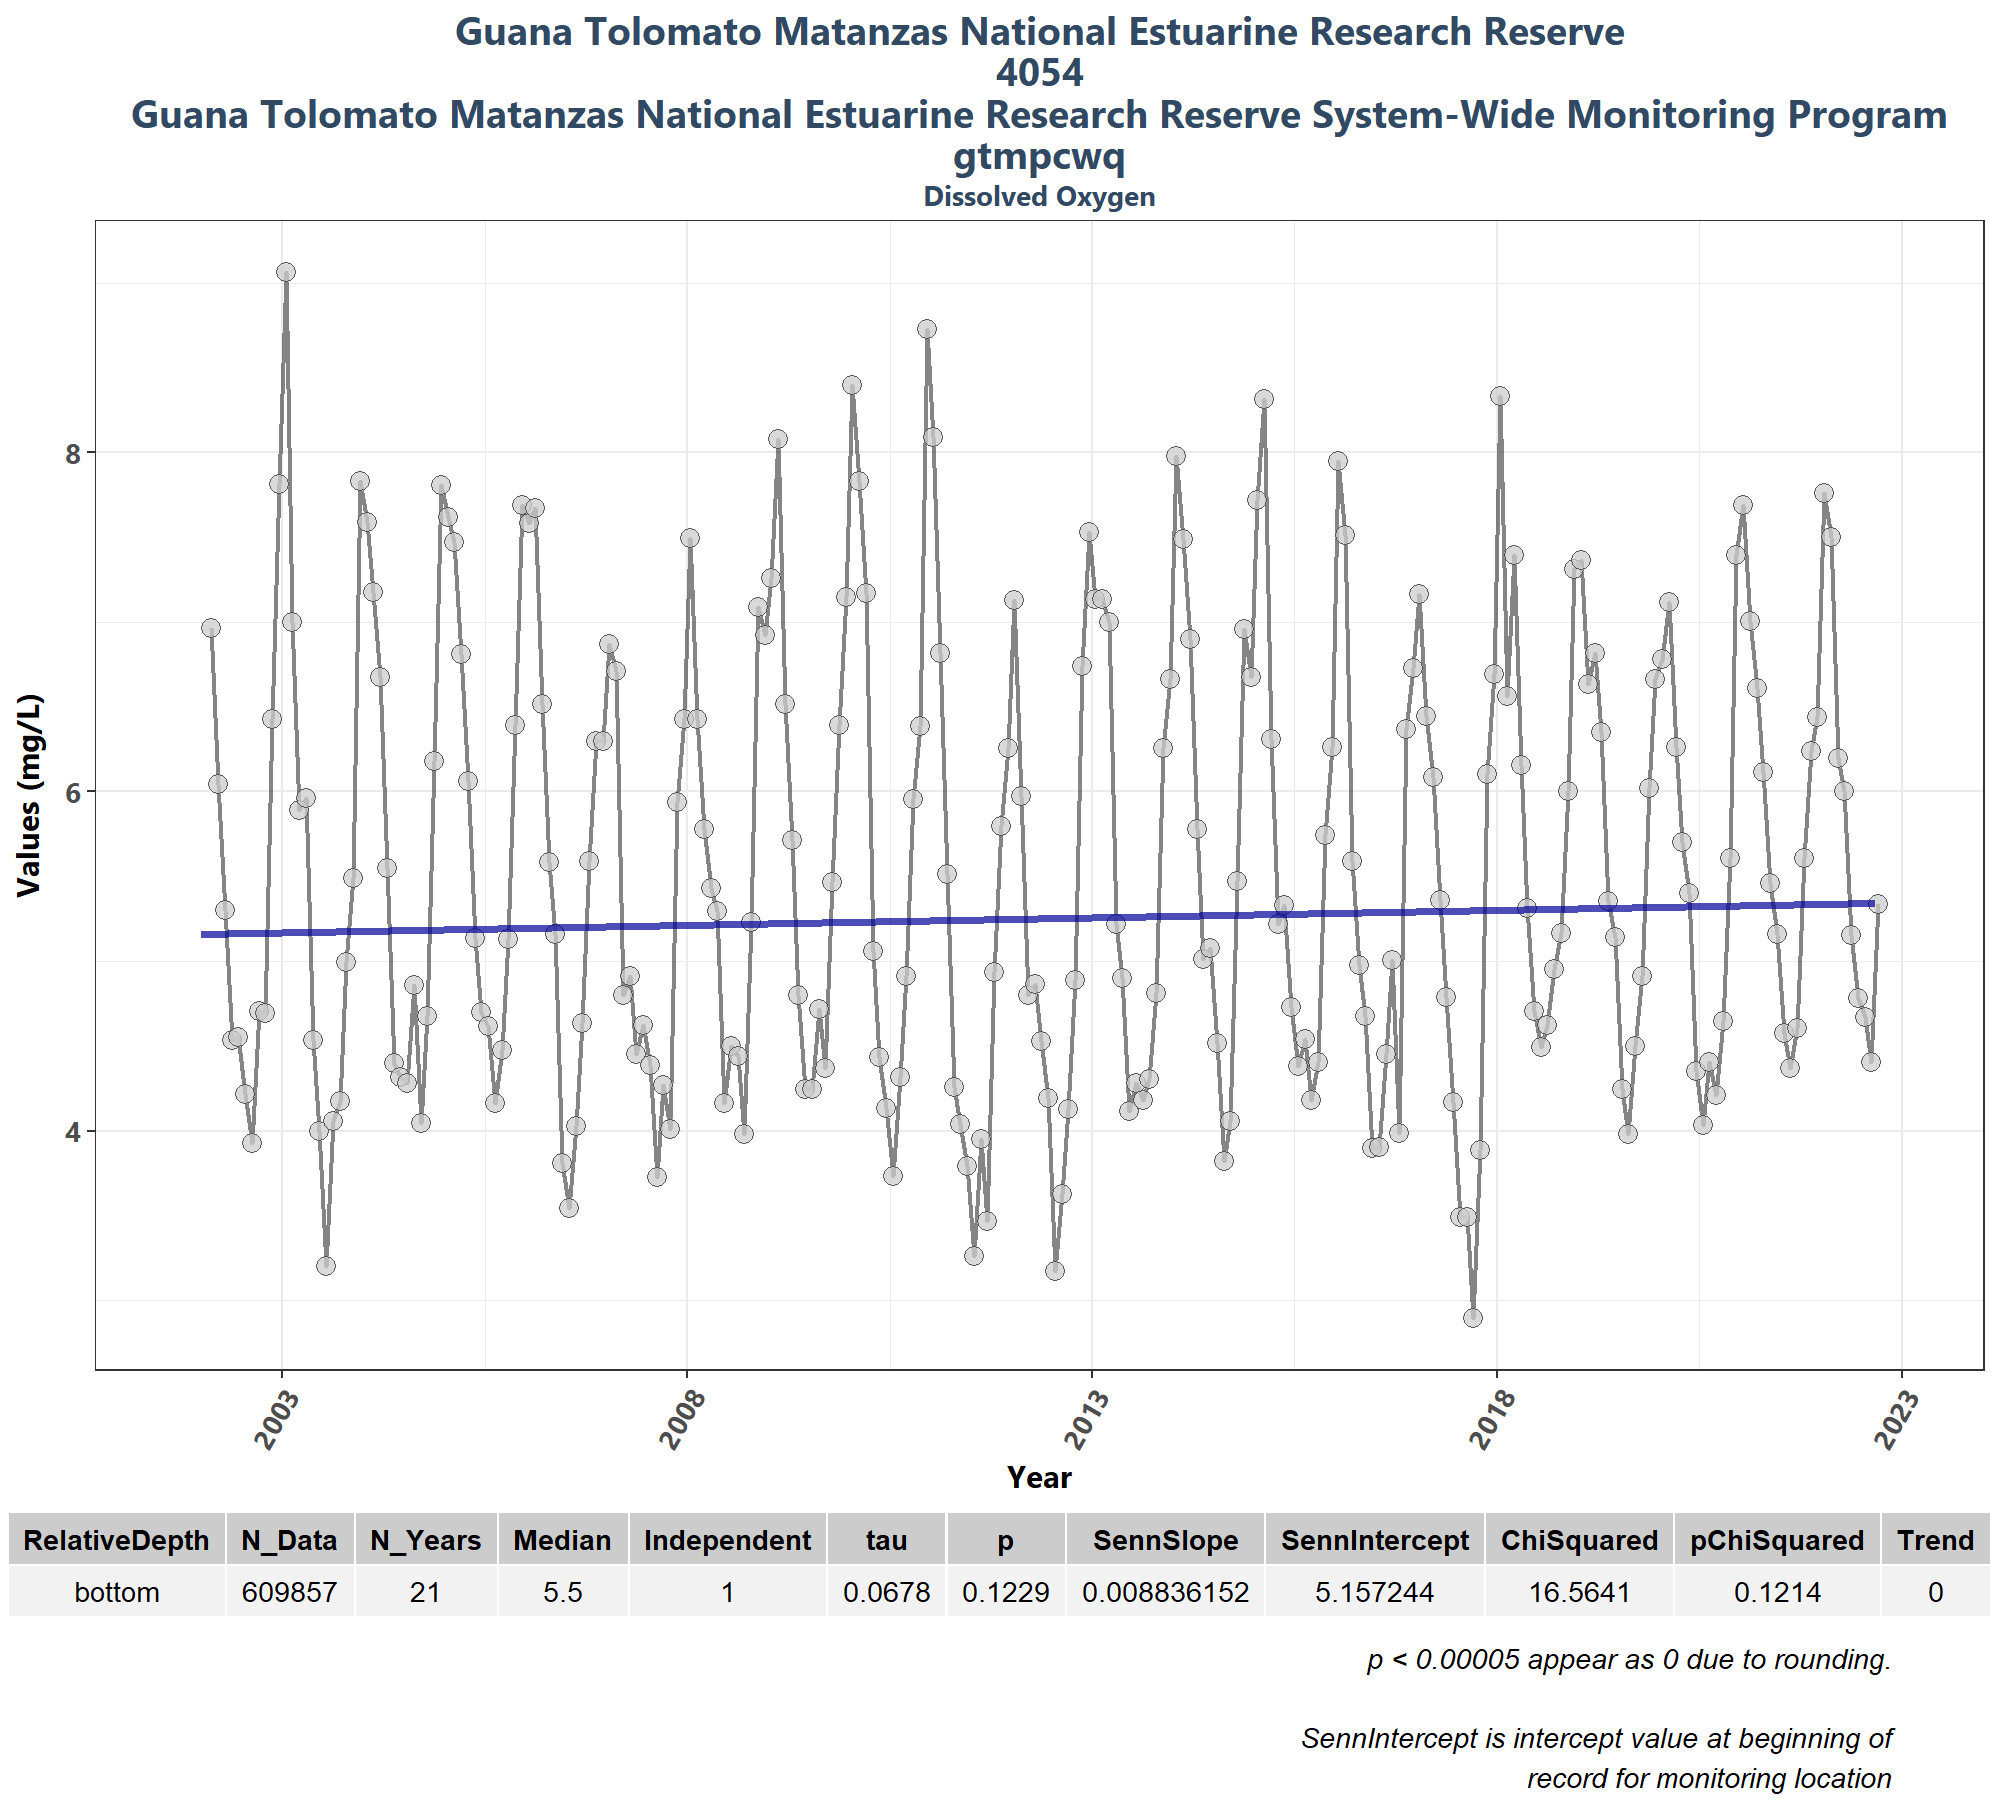 Guana Tolomato Matanzas National Estuarine Research Reserve
4054
Guana Tolomato Matanzas National Estuarine Research Reserve System-Wide Monitoring Program
gtmpcwq
Dissolved Oxygen
Values (mg/L)
8
6
4
2003 2008 2013 2018 2023
Year
RelativeDepth N_Data N_Years Median Independent tau p SennSlope SennIntercept ChiSquared pChiSquared Trend
bottom 609857 21 5.5 1 0.0678 0.1229 0.008836152 5.157244 16.5641 0.1214 0
p < 0.00005 appear as 0 due to rounding.
SennIntercept is intercept value at beginning of
record for monitoring location